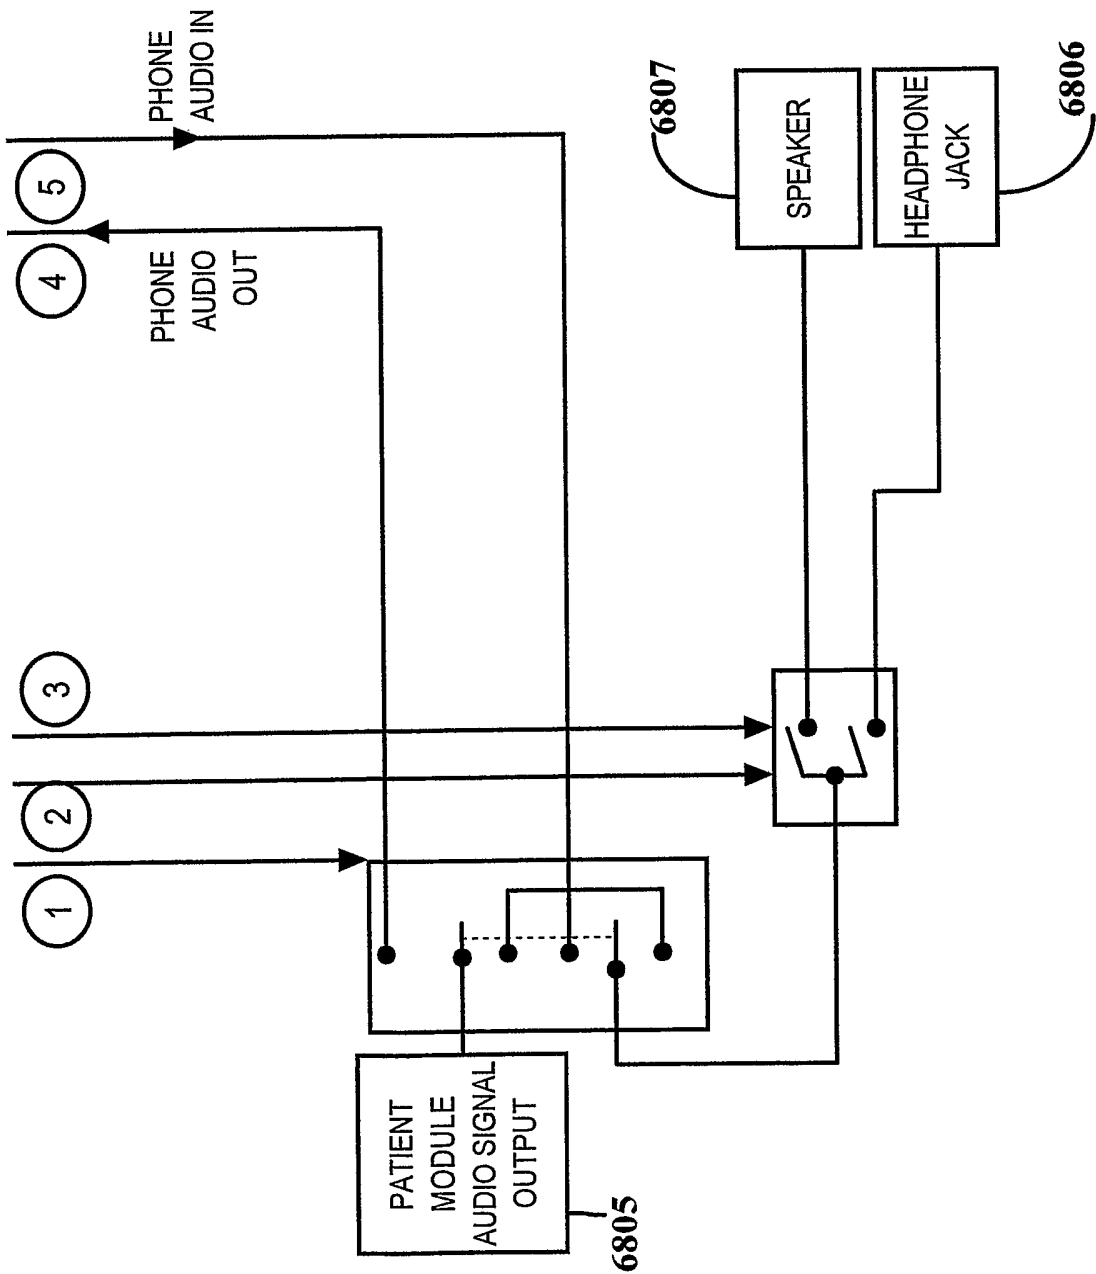 PHONE
AUDIO IN
5
4
PHONE
AUDIO
OUT
3
2
1
6807
SPEAKER
HEADPHONE
JACK
6806
PATIENT
MODULE
AUDIO SIGNAL
OUTPUT
6805